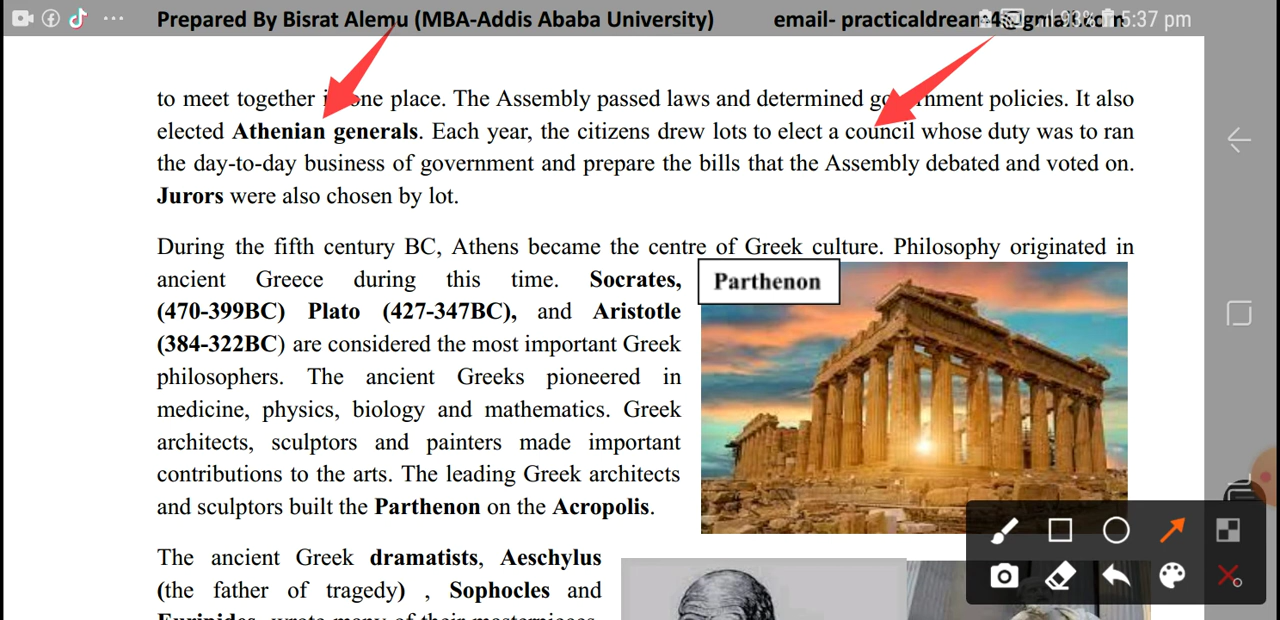 Prepared By Bisrat Alemu (MBA-Addis Ababa University) email-
93% 5:37 pm
to meet together one place. The Assembly passed laws and determined policies. It also
elected Athenian generals. Each year, the citizens drew lots to elect a council whose duty was to ran
the day-to-day business of government and prepare the bills that the Assembly debated and voted on.
Jurors were also chosen by lot.
During the fifth century BC, Athens became the centre of Greek culture. Philosophy originated in
ancient Greece during this time. Socrates,
(470-399BC) Plato (427-347BC), and Aristotle
(384-322BC) are considered the most important Greek
philosophers. The ancient Greeks pioneered in
medicine, physics, biology and mathematics. Greek
architects, sculptors and painters made important
contributions to the arts. The leading Greek architects
and sculptors built the Parthenon on the Acropolis.
Parthenon
The ancient Greek dramatists, Aeschylus
(the father of tragedy) , Sophocles and